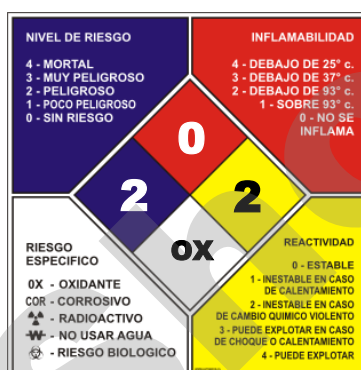 NIVEL DE RIESGO
4 - MORTAL
3 - MUY PELIGROSO
2 - PELIGROSO
1 - POCO PELIGROSO
0 - SIN RIESGO
INFLAMABILIDAD
4 - DEBAJO DE 25° c.
3 - DEBAJO DE 37° c.
2 - DEBAJO DE 93° c.
1 - SOBRE 93° c.
0 - NO SE
INFLAMA
0
2
2
OX
RIESGO
ESPECIFICO
OX - OXIDANTE
COR - CORROSIVO
- RADIOACTIVO
W - NO USAR AGUA
- RIESGO BIOLOGICO
REACTIVIDAD
0 - ESTABLE
1 - INESTABLE EN CASO
DE CALENTAMIENTO
2 - INESTABLE EN CASO
DE CAMBIO QUIMICO VIOLENTO
3 - PUEDE EXPLOTAR EN CASO
DE CHOQUE O CALENTAMIENTO
4 - PUEDE EXPLOTAR